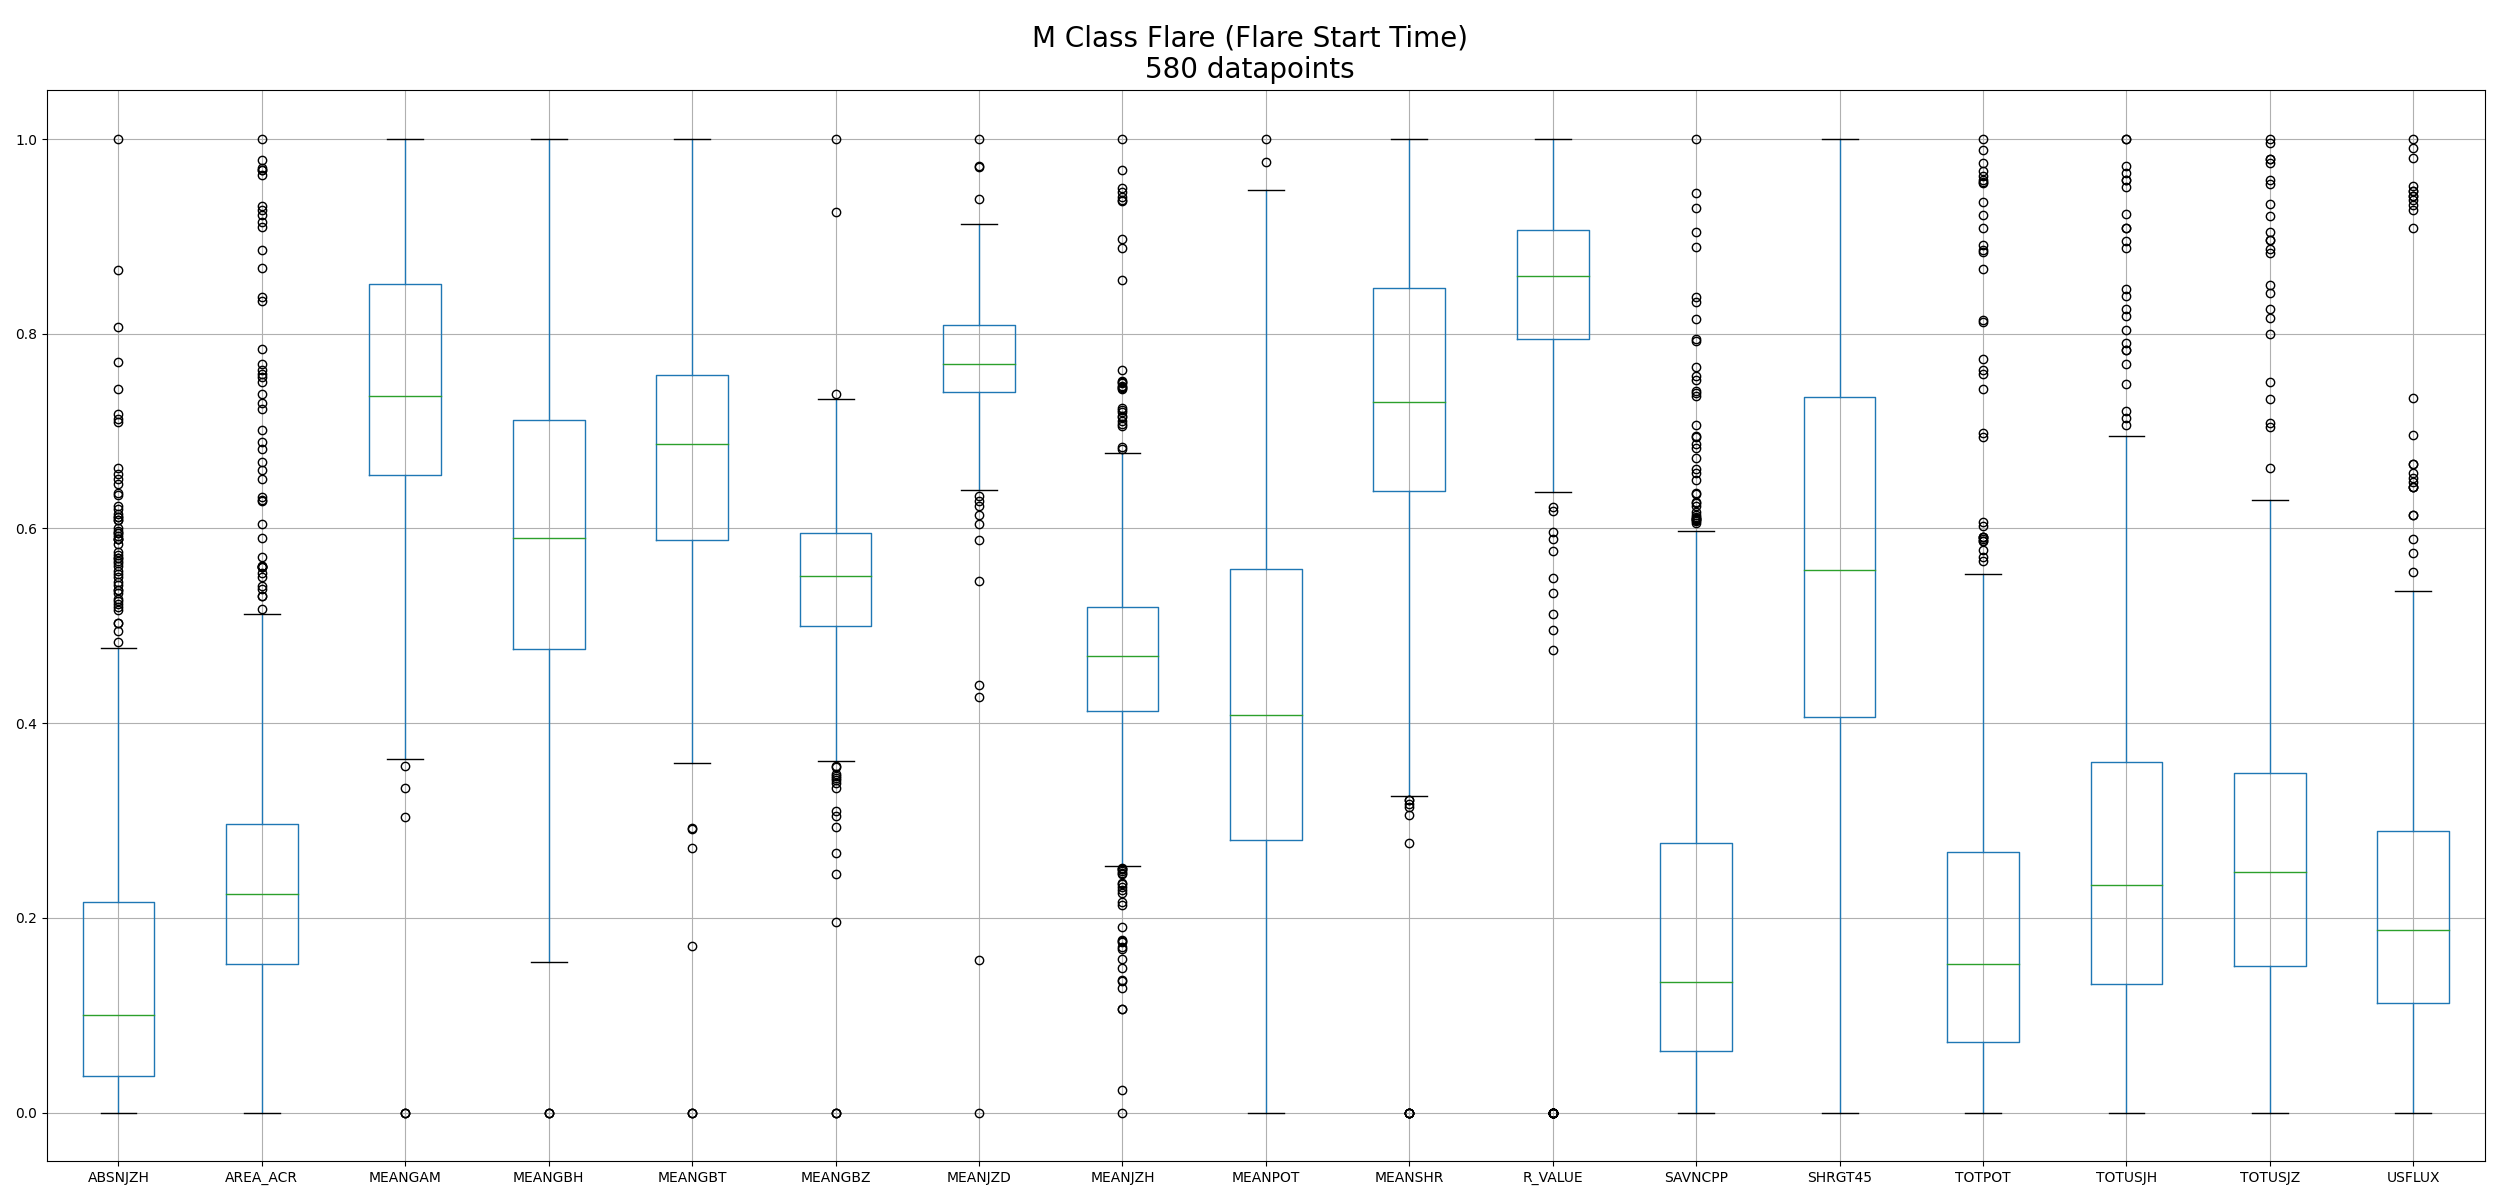 M Class Flare (Flare Start Time)
580 datapoints
1.0
0.8
0.6
0.4
0.2
0.0
ABSNJZH AREA_ACR MEANGAM MEANGBH MEANGBT MEANGBZ MEANJZD MEANJZH MEANPOT MEANSHR R_VALUE SAVNCPP SHRGT45 TOTPOT TOTUSJH TOTUSJZ USFLUX